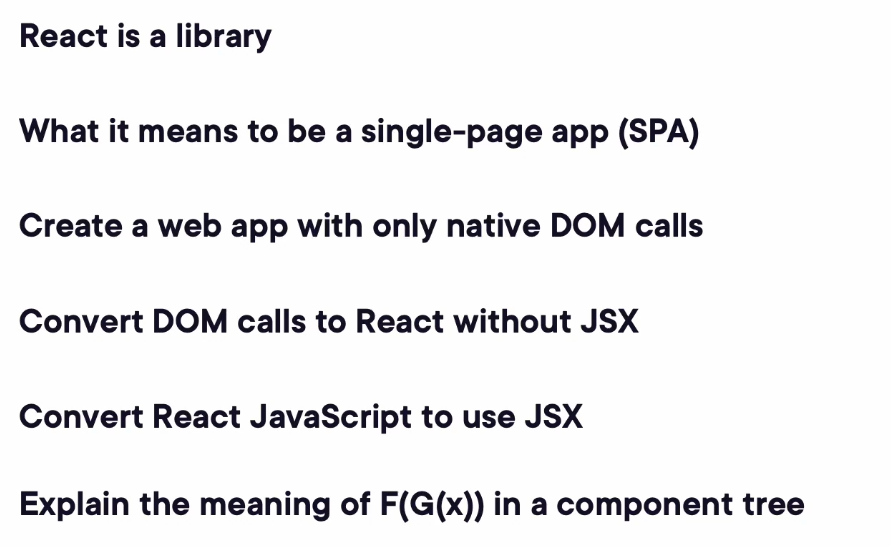 React is a library
What it means to be a single-page app (SPA)
Create a web app with only native DOM calls
Convert DOM calls to React without JSX
Convert React JavaScript to use JSX
Explain the meaning of F(G(x)) in a component tree